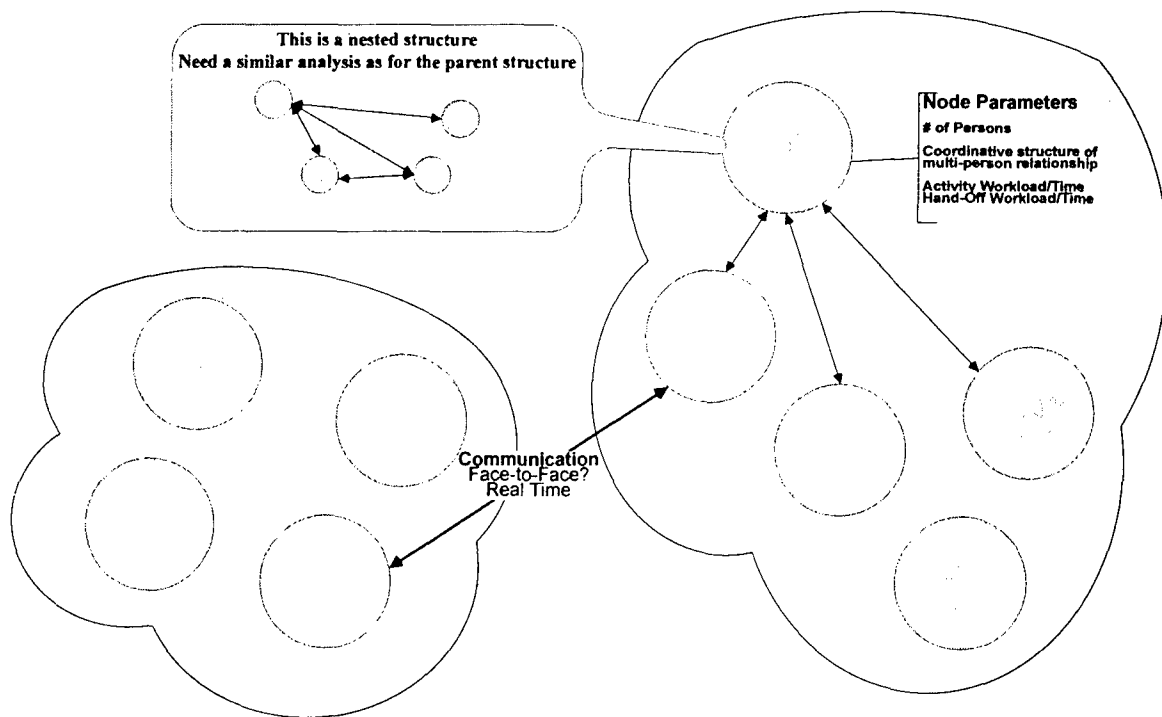 This is a nested structure
Need a similar analysis as for the parent structure
Node Parameters
# of Persons
Coordinative structure of
multi-person relationship
Activity Workload/Time
Hand-Off Workload/Time
Communication
Face-to-Face?
Real Time